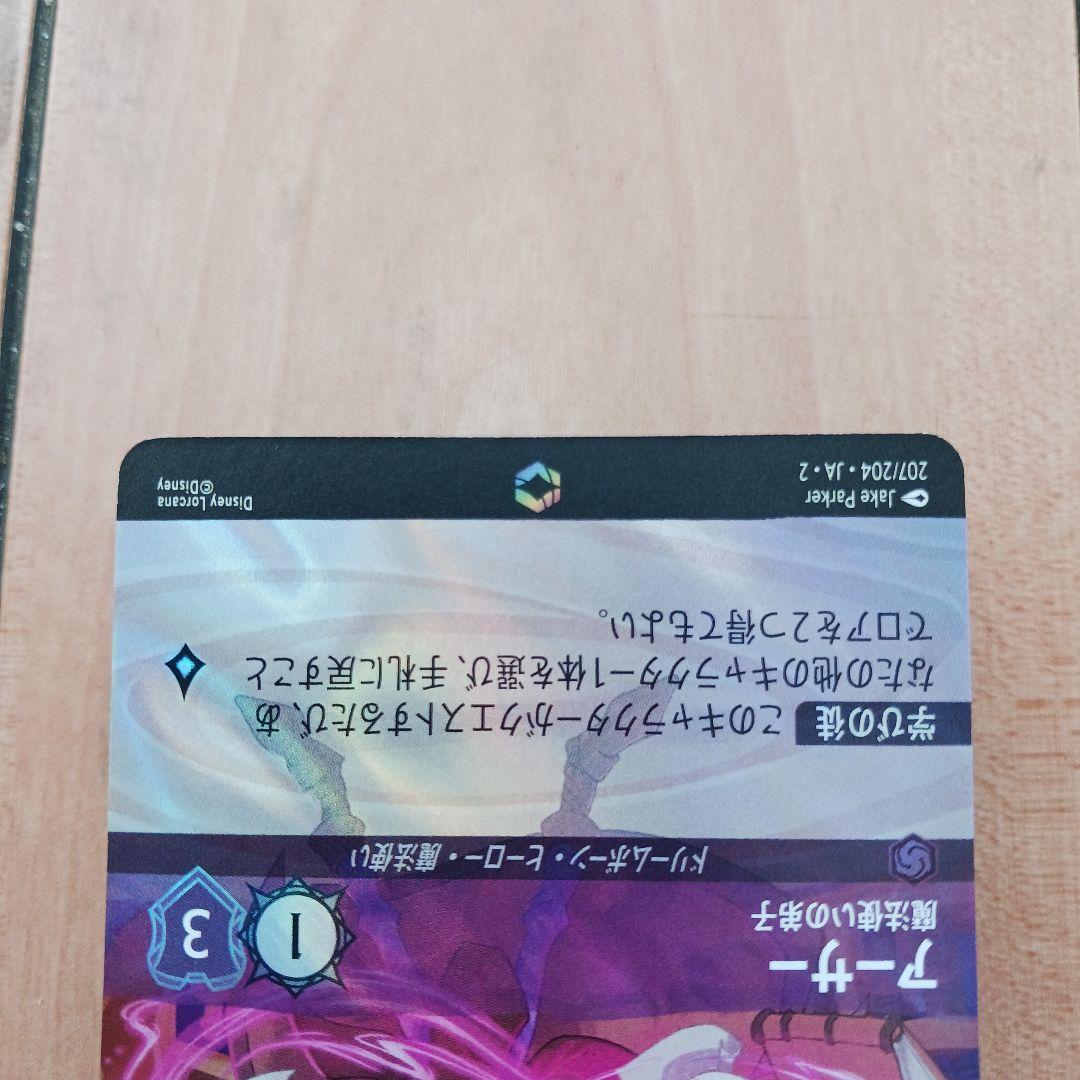 アーサー
魔法使いの弟子
1
3
ドリームボーン・ヒーロー・魔法使い
学びの徒 このキャラクターがクエストするたび、あ
なたの他のキャラクター1体を選び、手札に戻すこと
でロアを2つ得てもよい。
Jake Parker
207/204・JA・2
Disney Lorcana
©Disney